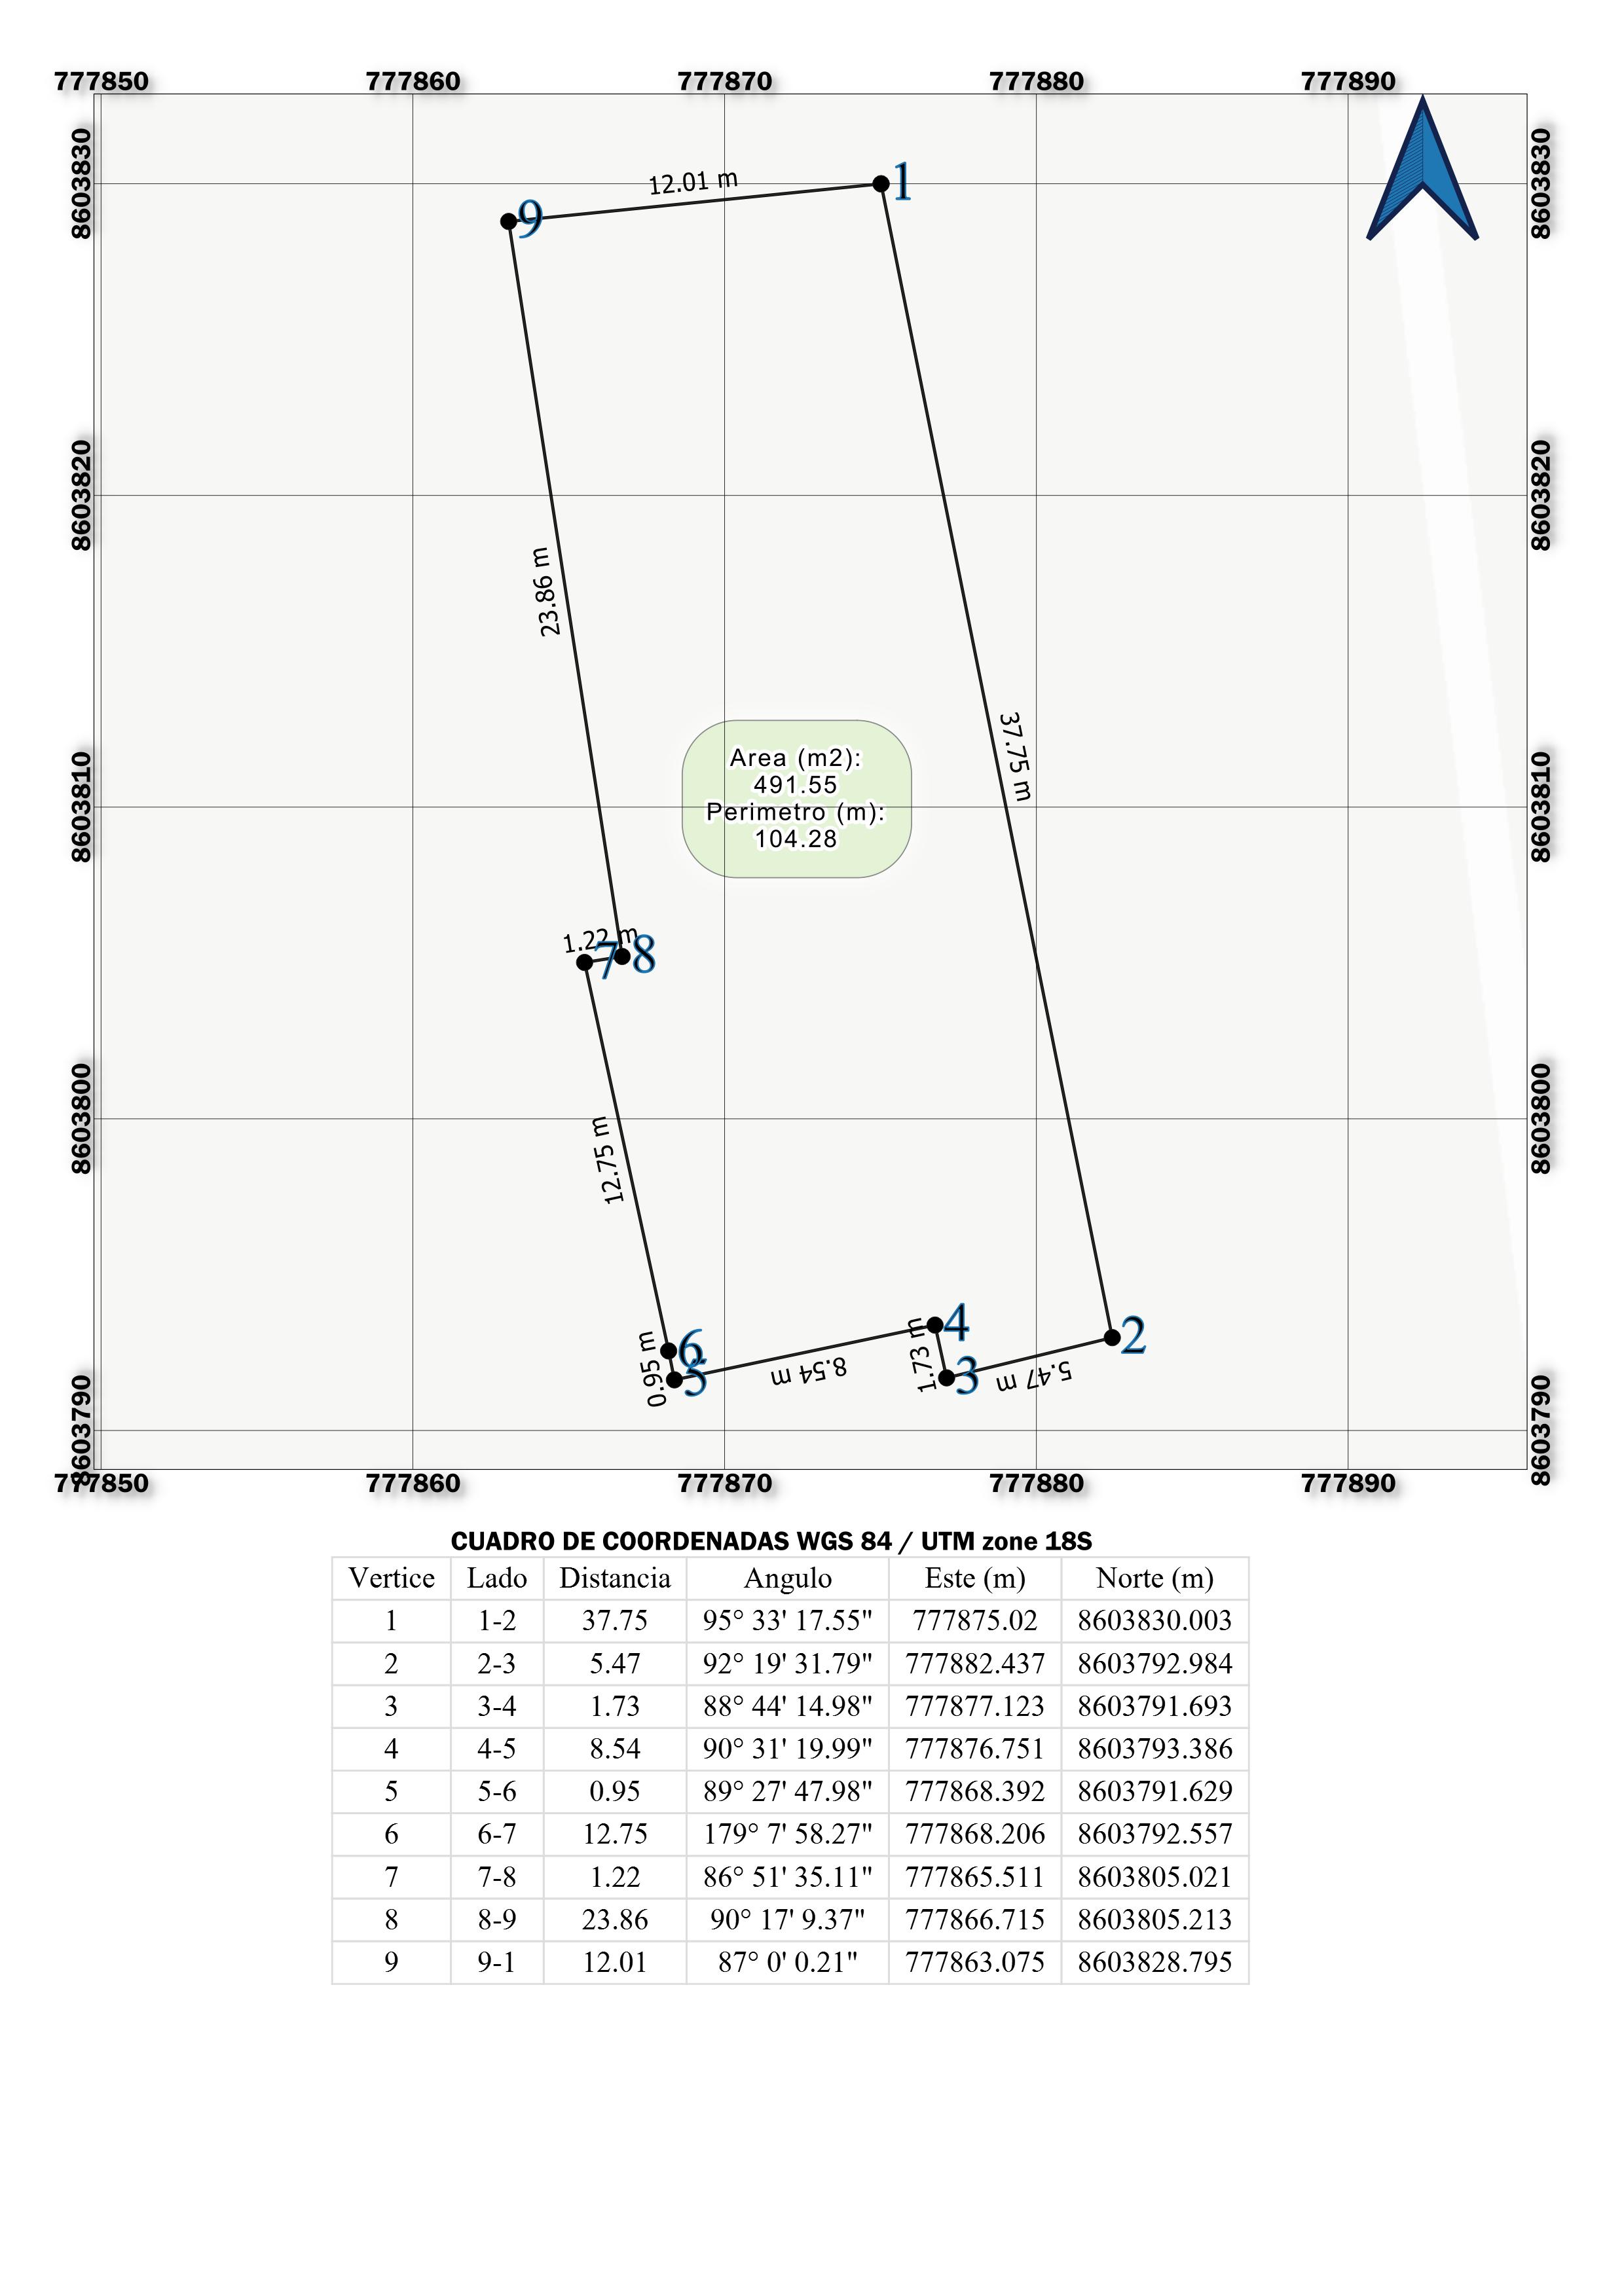 777850 777860 777870 777880 777890
8603830 8603830
12.01 m
1
9
8603820 8603820
23.86 m
37.75 m
Area (m2):
491.55
Perimetro (m):
104.28
8603810 8603810
1.22 m
7 8
8603800 8603800
12.75 m
6
5
0.95 m
8.54 m
4
1.73 m
3
5.47 m
2
8603790 8603790
777850 777860 777870 777880 777890
CUADRO DE COORDENADAS WGS 84 / UTM zone 18S
Vertice Lado Distancia Angulo Este (m) Norte (m)
1 1-2 37.75 95° 33' 17.55" 777875.02 8603830.003
2 2-3 5.47 92° 19' 31.79" 777882.437 8603792.984
3 3-4 1.73 88° 44' 14.98" 777877.123 8603791.693
4 4-5 8.54 90° 31' 19.99" 777876.751 8603793.386
5 5-6 0.95 89° 27' 47.98" 777868.392 8603791.629
6 6-7 12.75 179° 7' 58.27" 777868.206 8603792.557
7 7-8 1.22 86° 51' 35.11" 777865.511 8603805.021
8 8-9 23.86 90° 17' 9.37" 777866.715 8603805.213
9 9-1 12.01 87° 0' 0.21" 777863.075 8603828.795